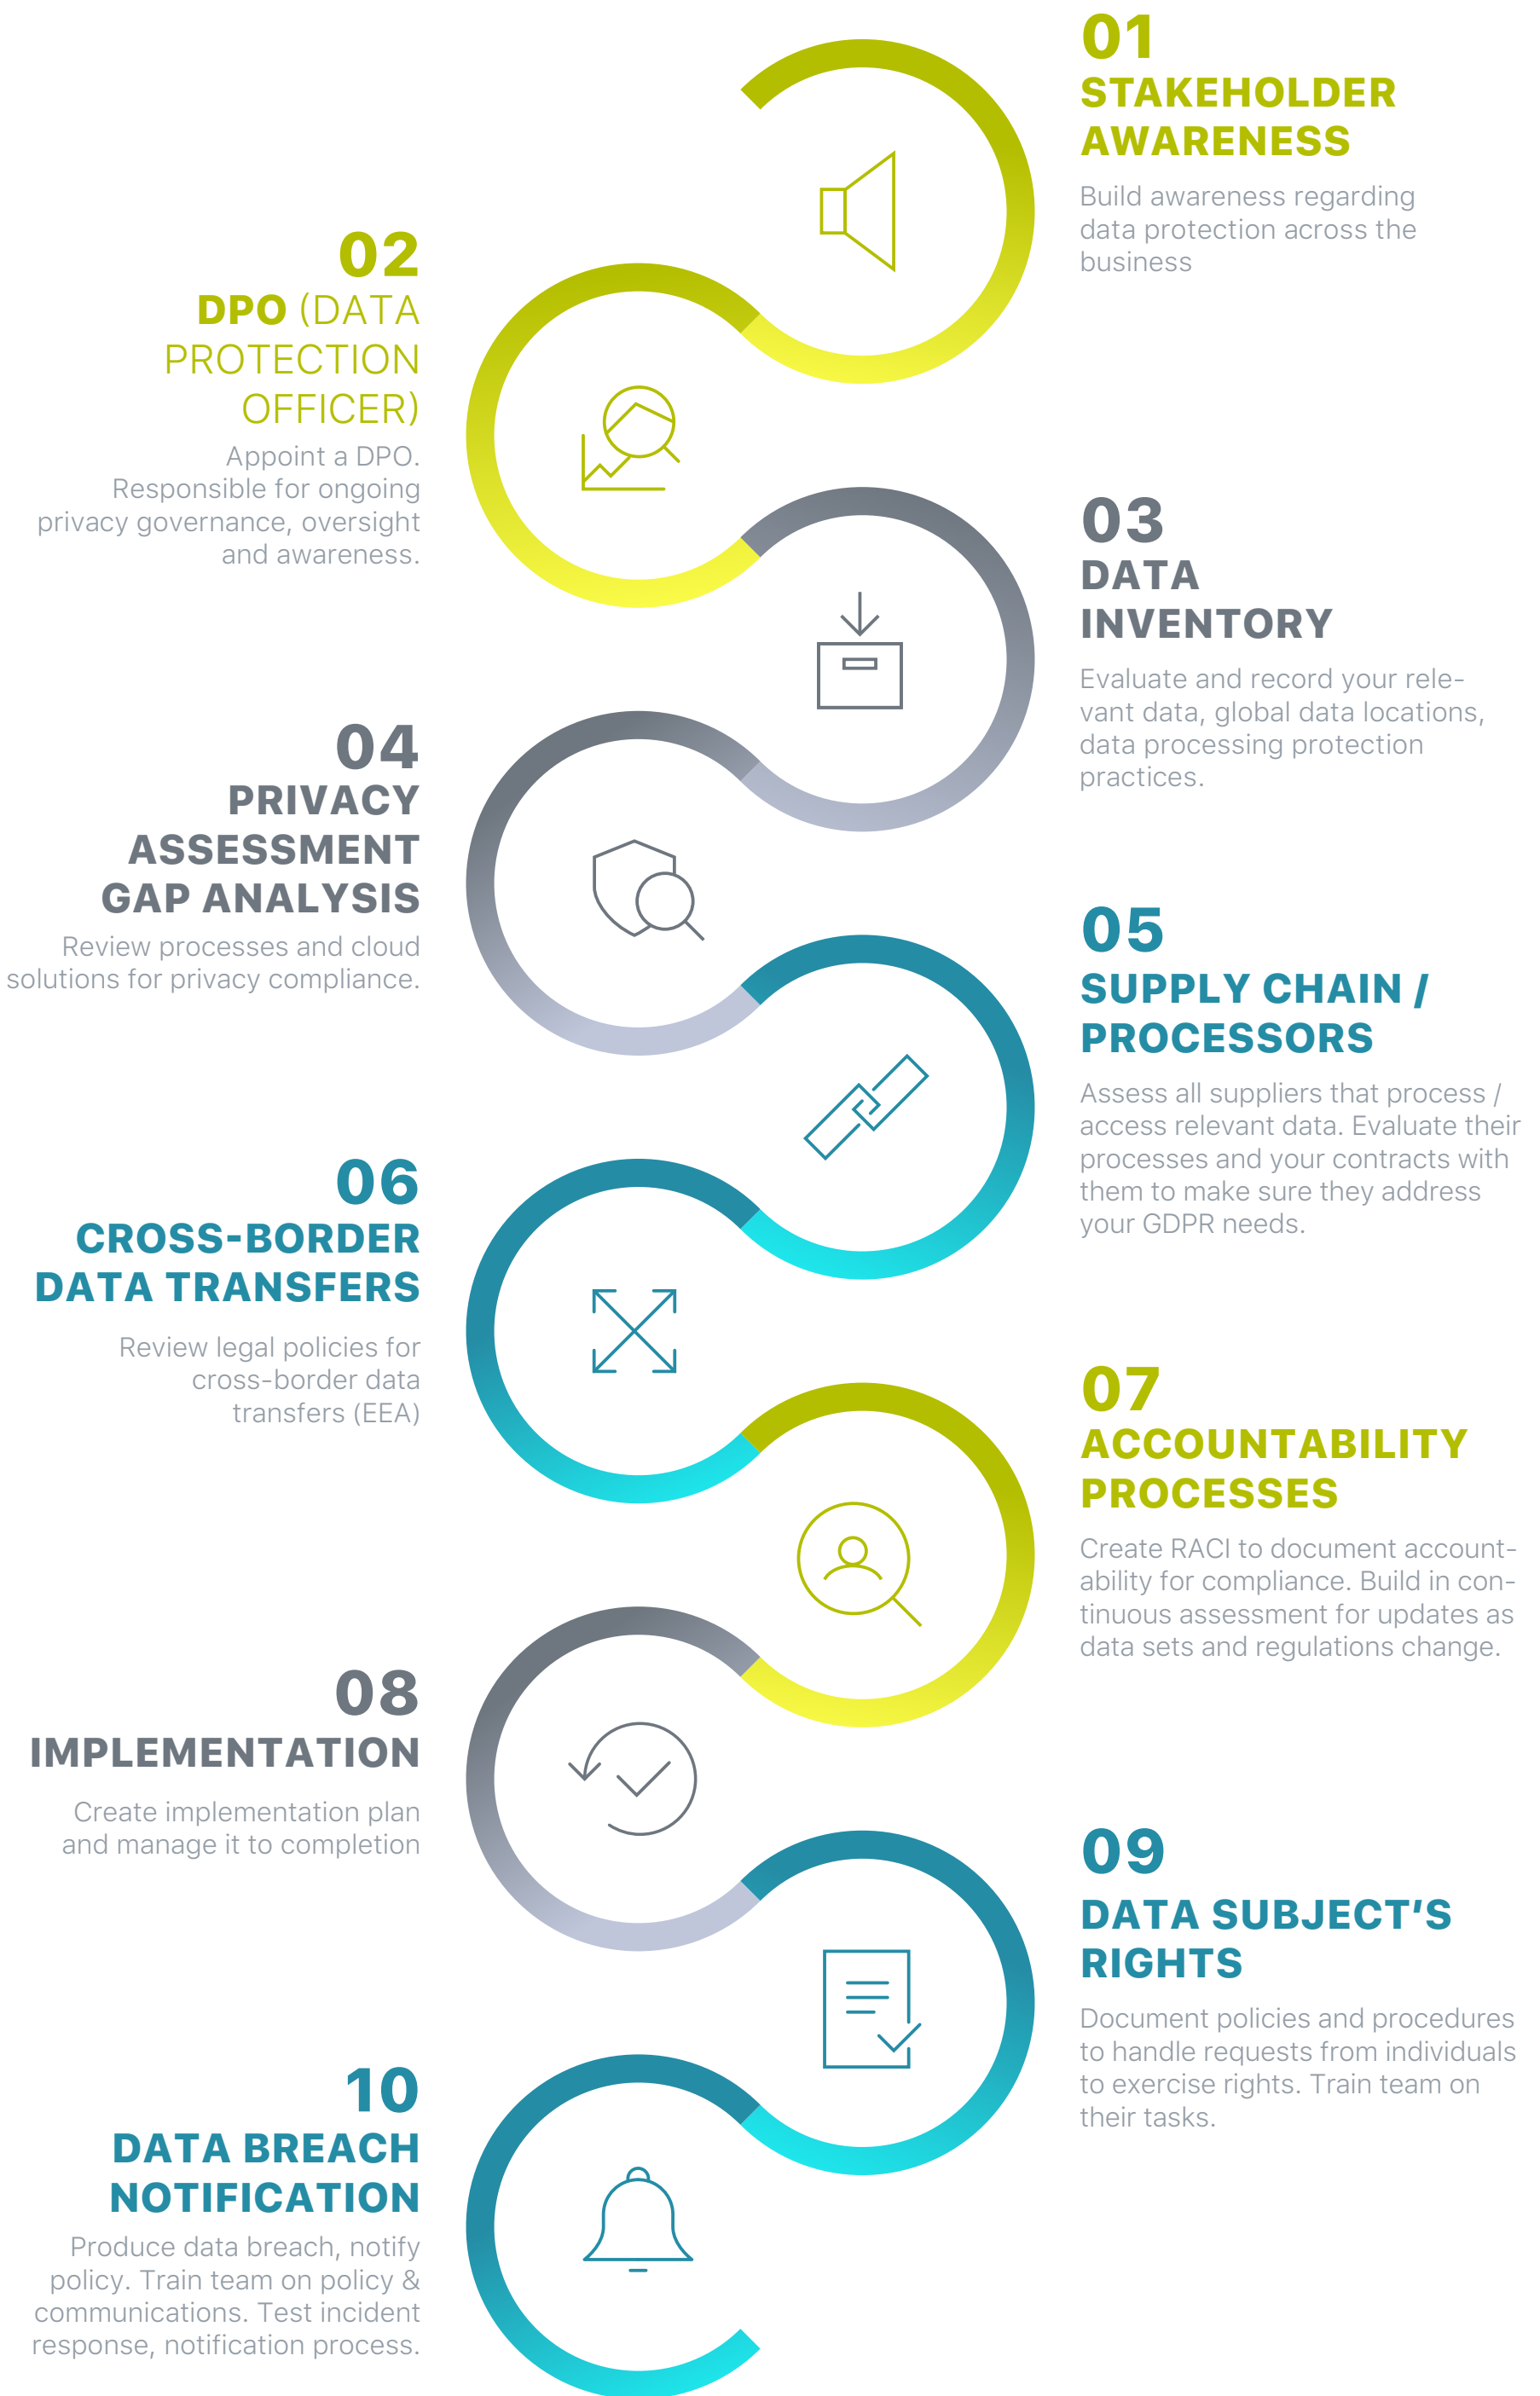 01
STAKEHOLDER
AWARENESS
Build awareness regarding
data protection across the
business
02
DPO (DATA
PROTECTION
OFFICER)
Appoint a DPO.
Responsible for ongoing
privacy governance, oversight
and awareness.
03
DATA
INVENTORY
Evaluate and record your rele-
vant data, global data locations,
data processing protection
practices.
04
PRIVACY
ASSESSMENT
GAP ANALYSIS
Review processes and cloud
solutions for privacy compliance.
05
SUPPLY CHAIN /
PROCESSORS
Assess all suppliers that process /
access relevant data. Evaluate their
processes and your contracts with
them to make sure they address
your GDPR needs.
06
CROSS-BORDER
DATA TRANSFERS
Review legal policies for
cross-border data
transfers (EEA)
07
ACCOUNTABILITY
PROCESSES
Create RACI to document account-
ability for compliance. Build in con-
tinuous assessment for updates as
data sets and regulations change.
08
IMPLEMENTATION
Create implementation plan
and manage it to completion
09
DATA SUBJECT’S
RIGHTS
Document policies and procedures
to handle requests from individuals
to exercise rights. Train team on
their tasks.
10
DATA BREACH
NOTIFICATION
Produce data breach, notify
policy. Train team on policy &
communications. Test incident
response, notification process.